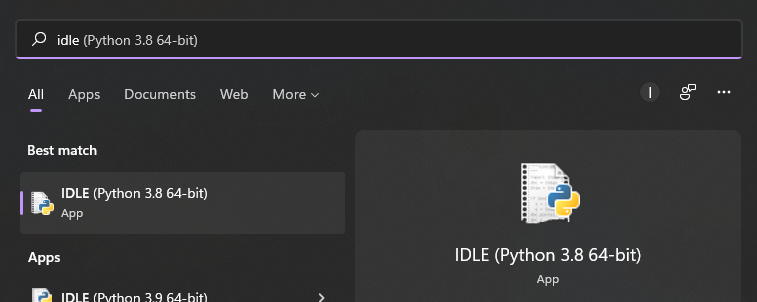 idle (Python 3.8 64-bit)
All Apps Documents Web More I
Best match
IDLE (Python 3.8 64-bit)
App
Apps
IDLE (Python 3.9 64-bit)
IDLE (Python 3.8 64-bit)
App